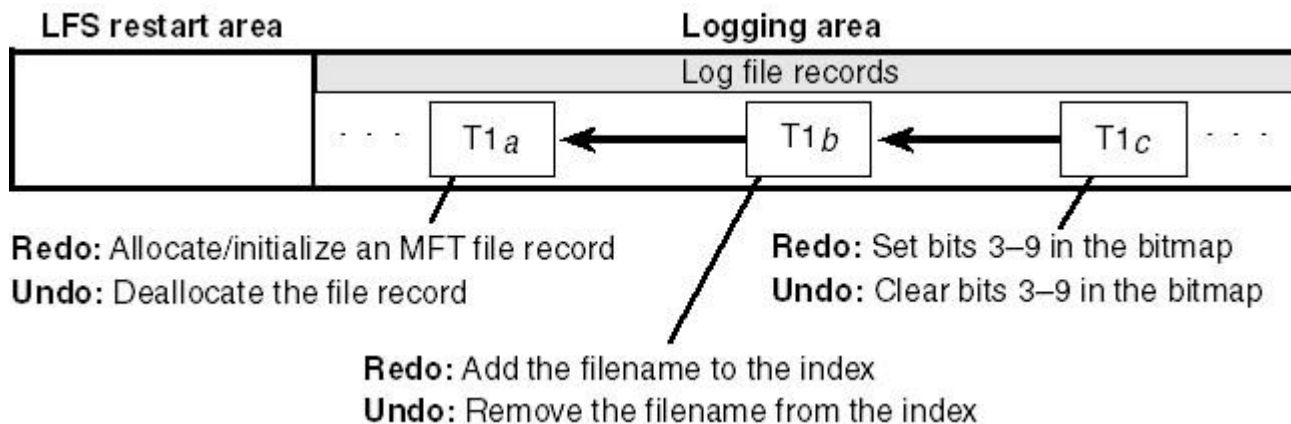 LFS restart area
Logging area
Log file records
. . . T1a T1b T1c . . .
Redo: Allocate/initialize an MFT file record
Undo: Deallocate the file record
Redo: Set bits 3–9 in the bitmap
Undo: Clear bits 3–9 in the bitmap
Redo: Add the filename to the index
Undo: Remove the filename from the index